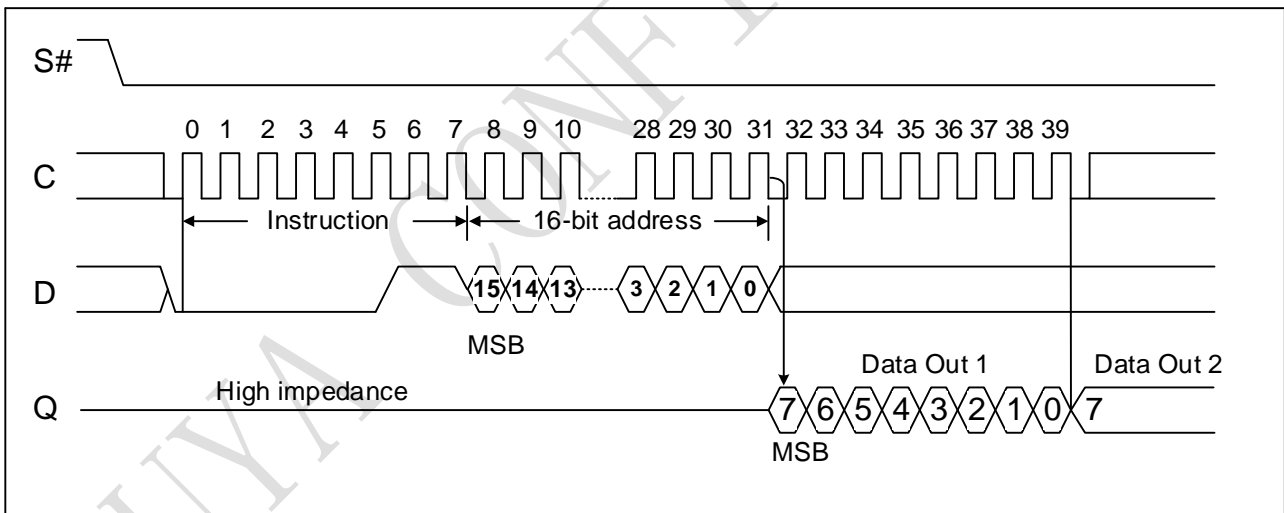 S#
0 1 2 3 4 5 6 7 8 9 10 28 29 30 31 32 33 34 35 36 37 38 39
C
Instruction 16-bit address
D 15 14 13 3 2 1 0
MSB
Data Out 1 Data Out 2
High impedance
Q 7 6 5 4 3 2 1 0 7
MSB
UYA CONF